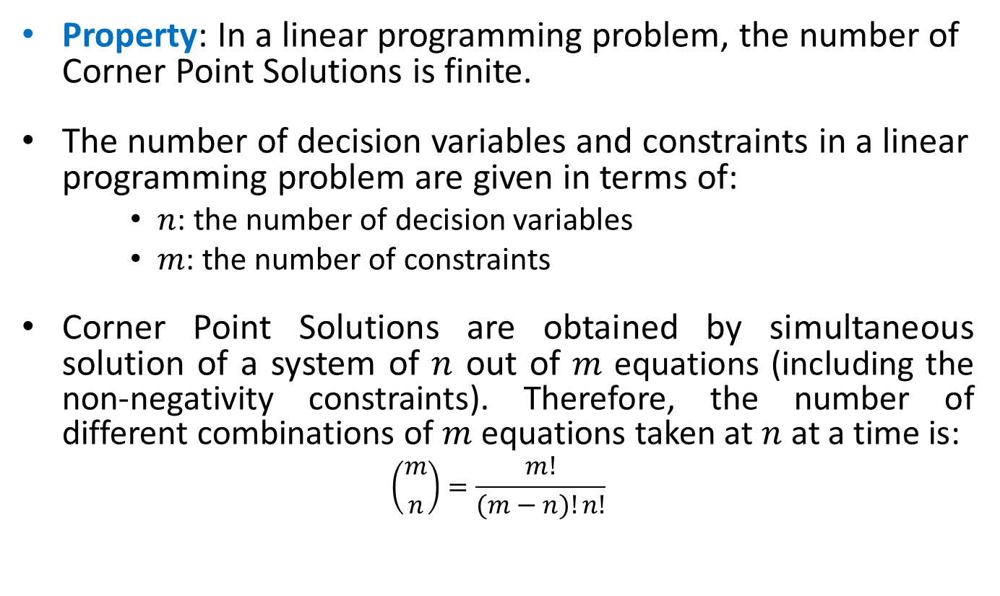 • Property: In a linear programming problem, the number of
Corner Point Solutions is finite.
• The number of decision variables and constraints in a linear
programming problem are given in terms of:
• n: the number of decision variables
• m: the number of constraints
• Corner Point Solutions are obtained by simultaneous
solution of a system of n out of m equations (including the
non-negativity constraints). Therefore, the number of
different combinations of m equations taken at n at a time is:
(m n) = m! / (m − n)! n!